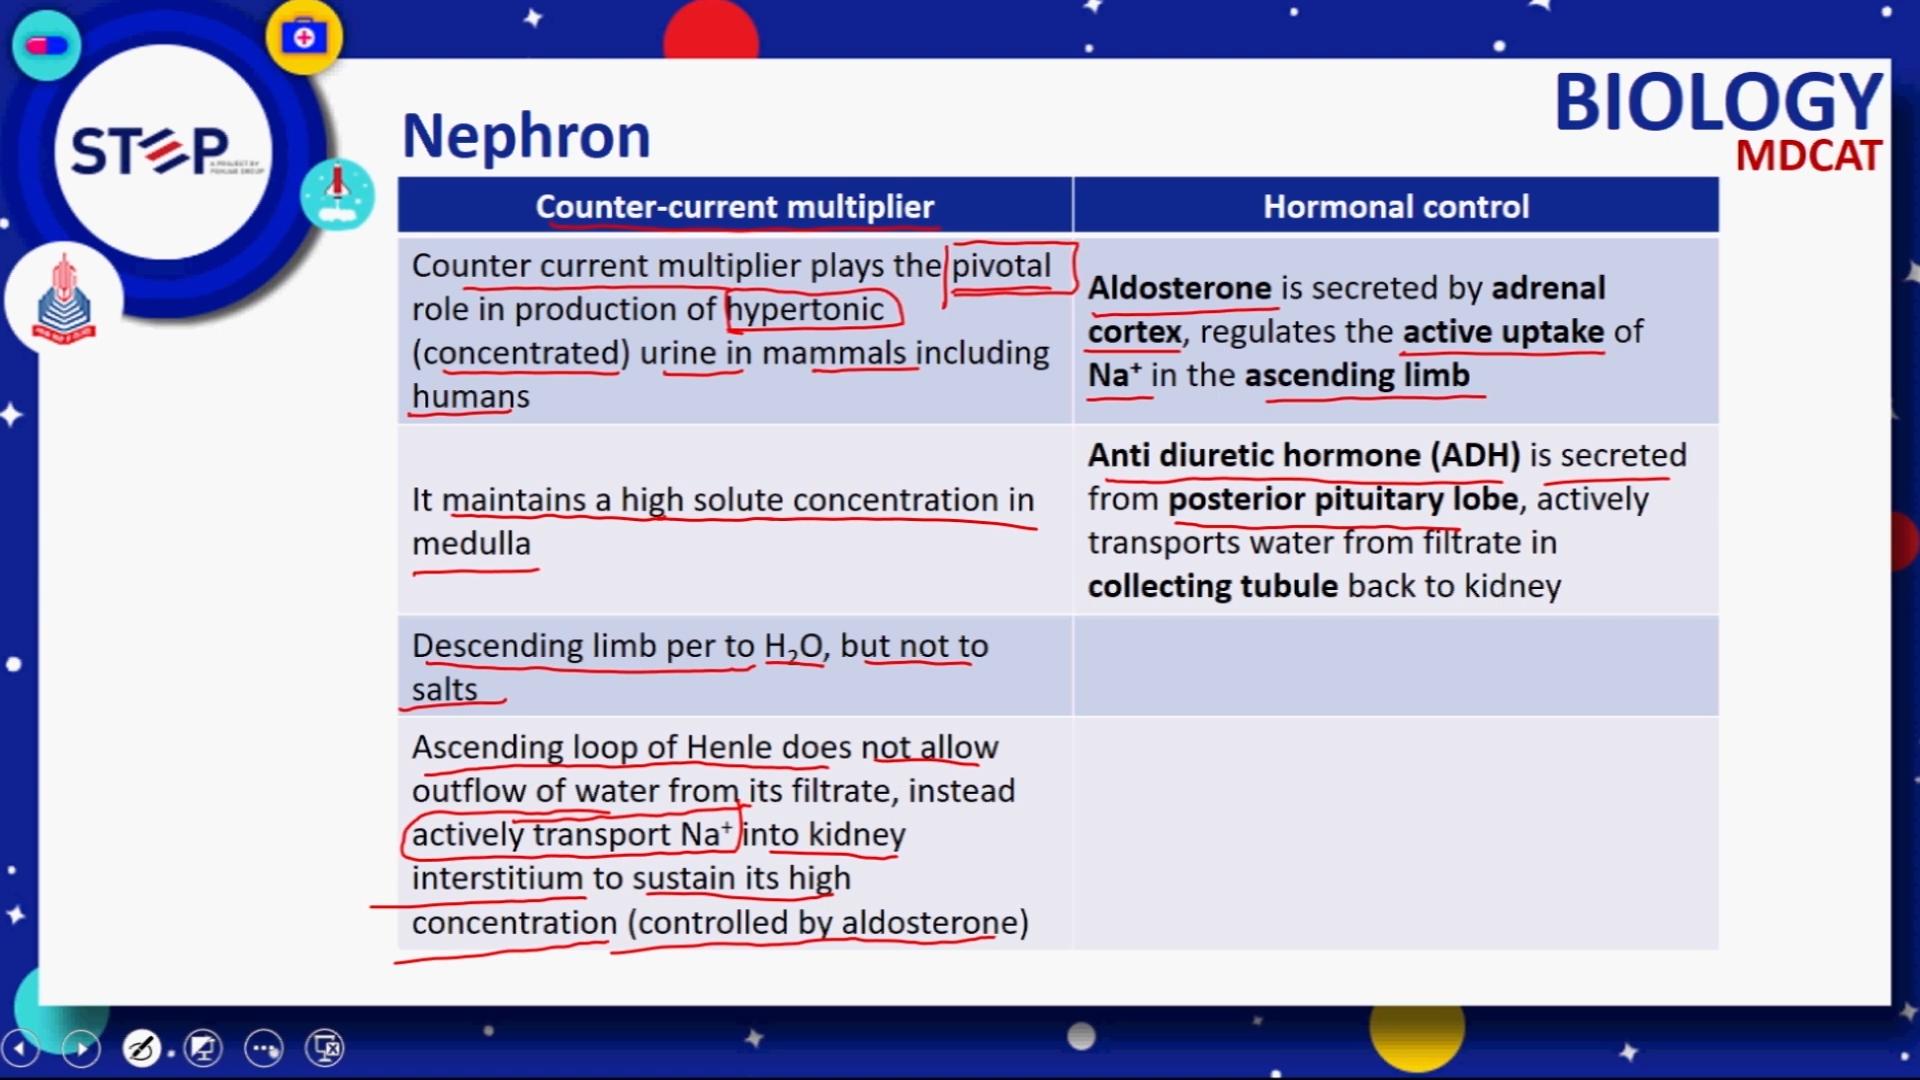 STEP
Nephron
BIOLOGY
MDCAT
Counter-current multiplier
Counter current multiplier plays the pivotal
role in production of hypertonic
(concentrated) urine in mammals including
humans
It maintains a high solute concentration in
medulla
Descending limb per to H₂O, but not to
salts
Ascending loop of Henle does not allow
outflow of water from its filtrate, instead
actively transport Na⁺ into kidney
interstitium to sustain its high
concentration (controlled by aldosterone)
Hormonal control
Aldosterone is secreted by adrenal
cortex, regulates the active uptake of
Na⁺ in the ascending limb
Anti diuretic hormone (ADH) is secreted
from posterior pituitary lobe, actively
transports water from filtrate in
collecting tubule back to kidney